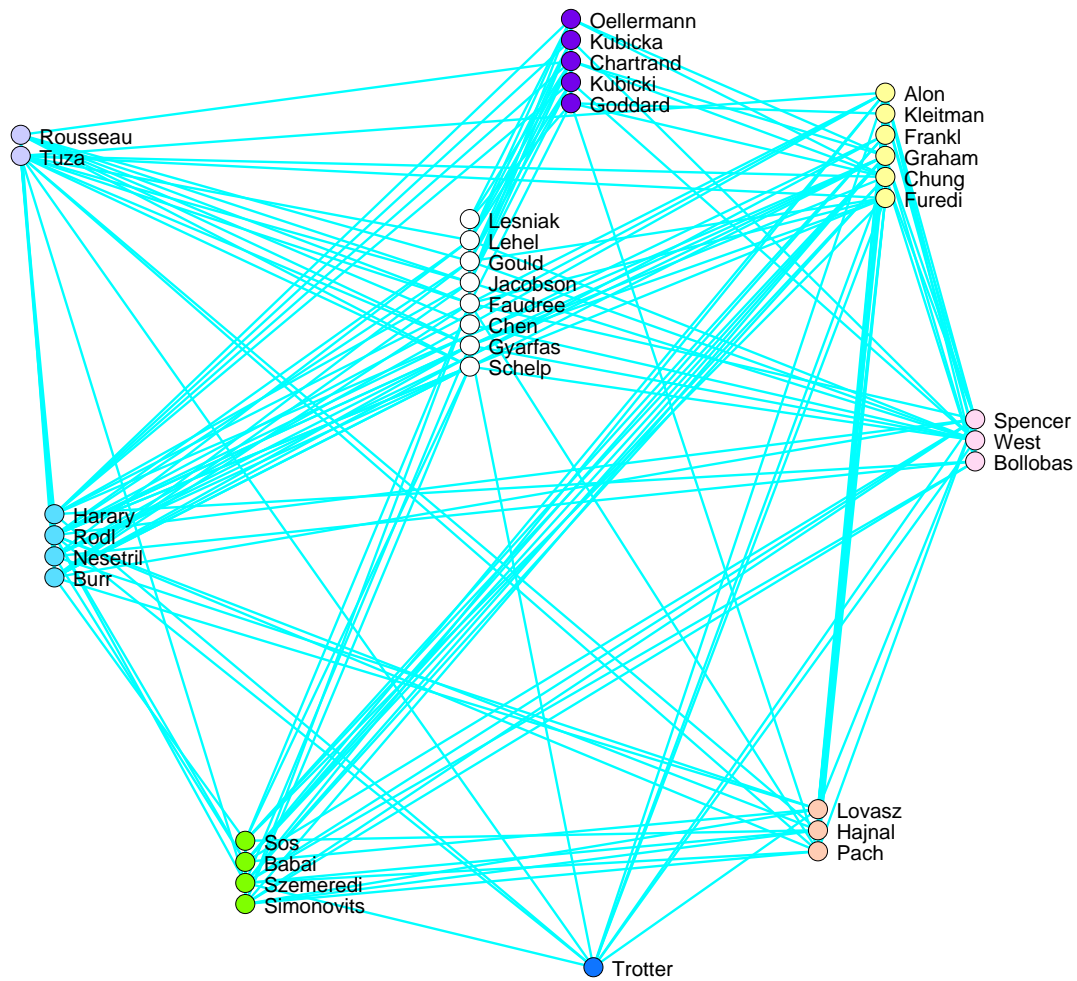 Oellermann
Kubicka
Chartrand
Kubicki
Goddard
Alon
Kleitman
Frankl
Graham
Chung
Furedi
Rousseau
Tuza
Lesniak
Lehel
Gould
Jacobson
Faudree
Chen
Gyarfas
Schelp
Spencer
West
Bollobas
Harary
Rodl
Nesetril
Burr
Lovasz
Hajnal
Pach
Sos
Babai
Szemeredi
Simonovits
Trotter